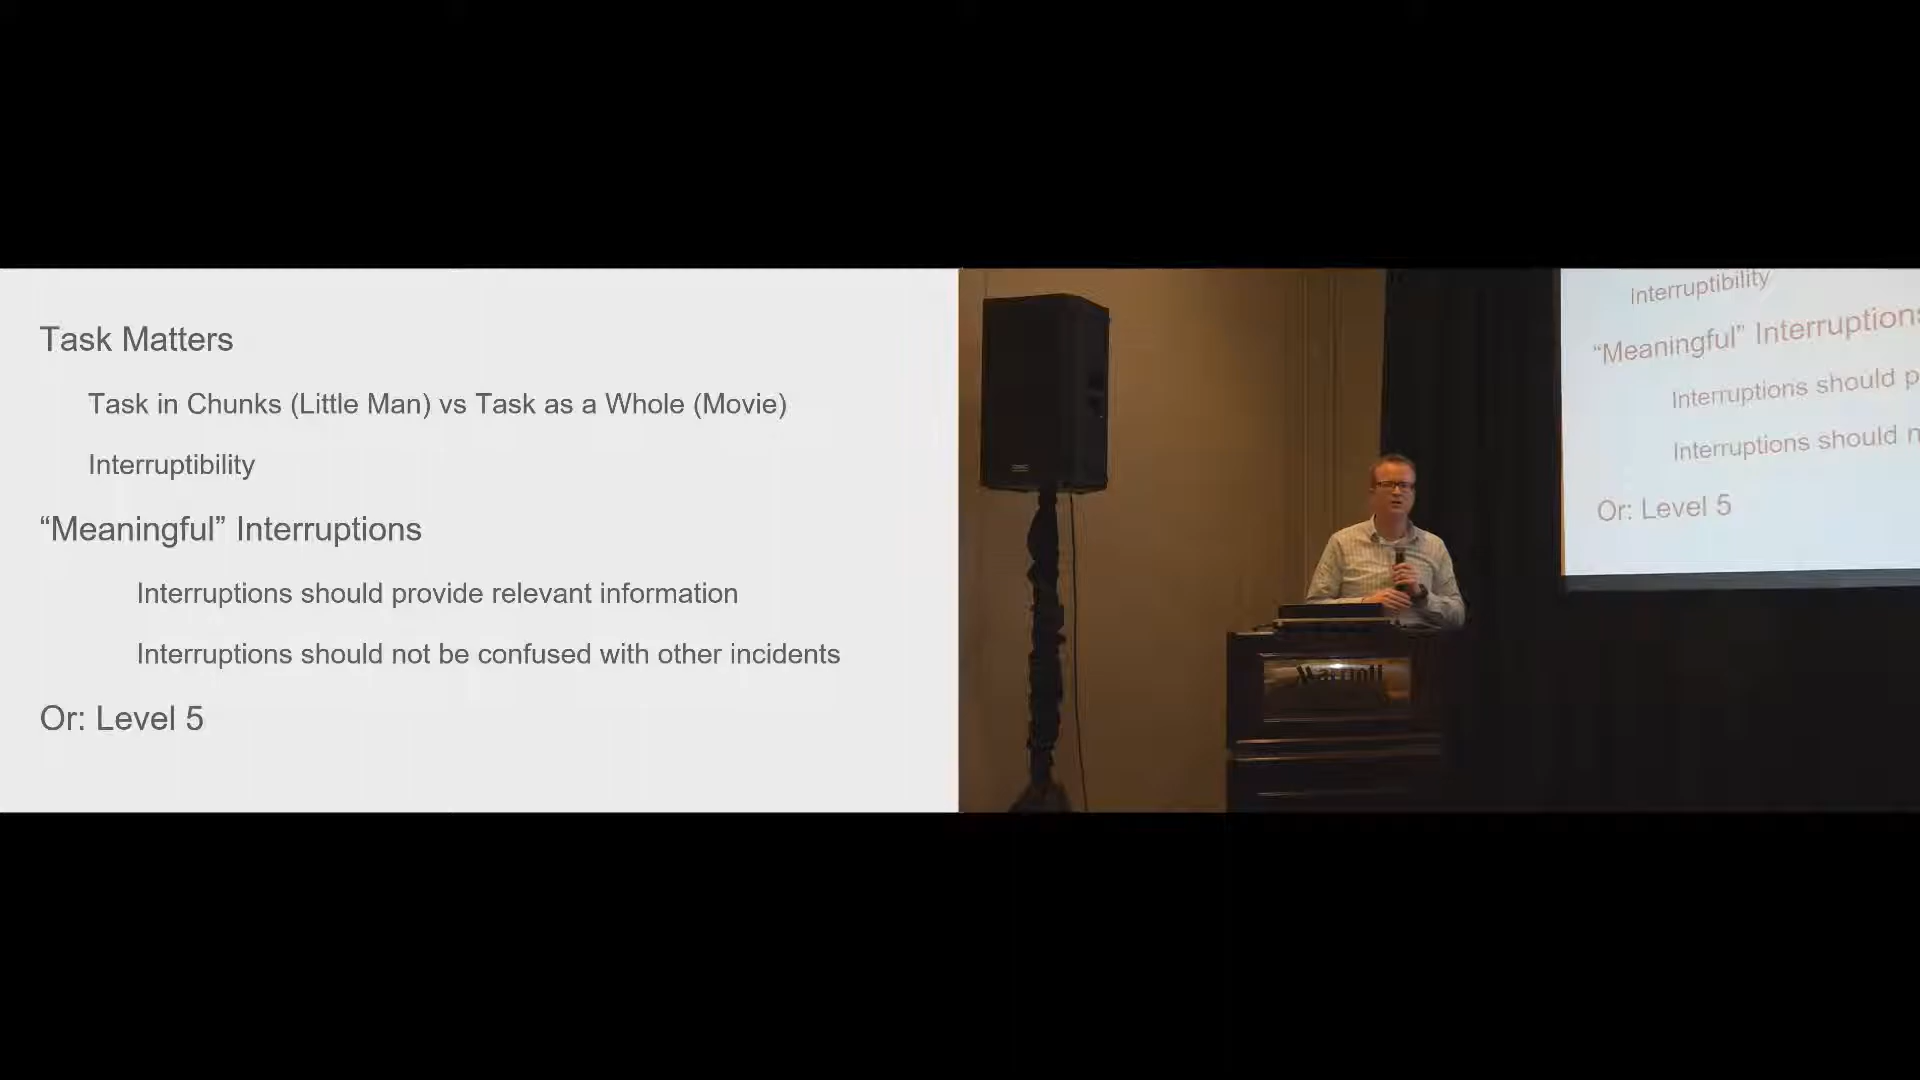 Task Matters
Task in Chunks (Little Man) vs Task as a Whole (Movie)
Interruptibility
“Meaningful” Interruptions
Interruptions should provide relevant information
Interruptions should not be confused with other incidents
Or: Level 5
Interruptibility
“Meaningful” Interruptions
Interruptions should p
Interruptions should n
Or: Level 5
Marriott